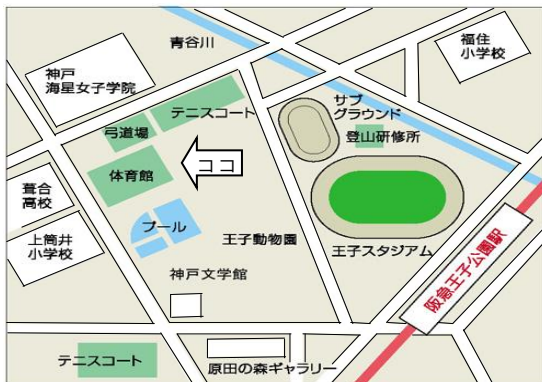 青谷川
福住
小学校
神戸
海星女子学院
テニスコート
サブ
グラウンド
弓道場
登山研修所
体育館
ココ
葺合
高校
プール
上筒井
小学校
王子動物園
王子スタジアム
阪急王子公園駅
神戸文学館
テニスコート
原田の森ギャラリー